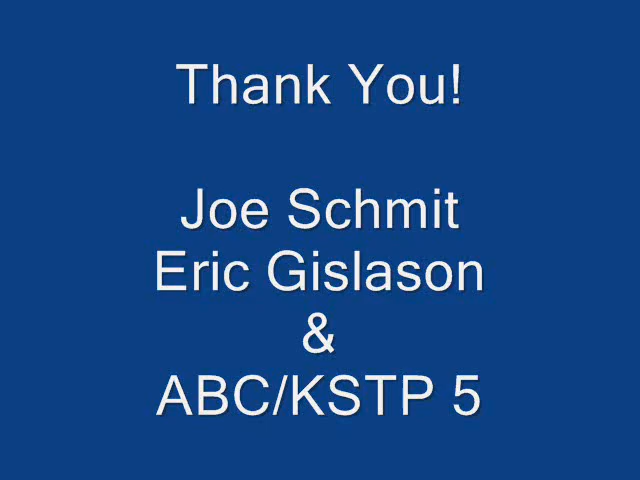 Thank You!
Joe Schmit
Eric Gislason
&
ABC/KSTP 5